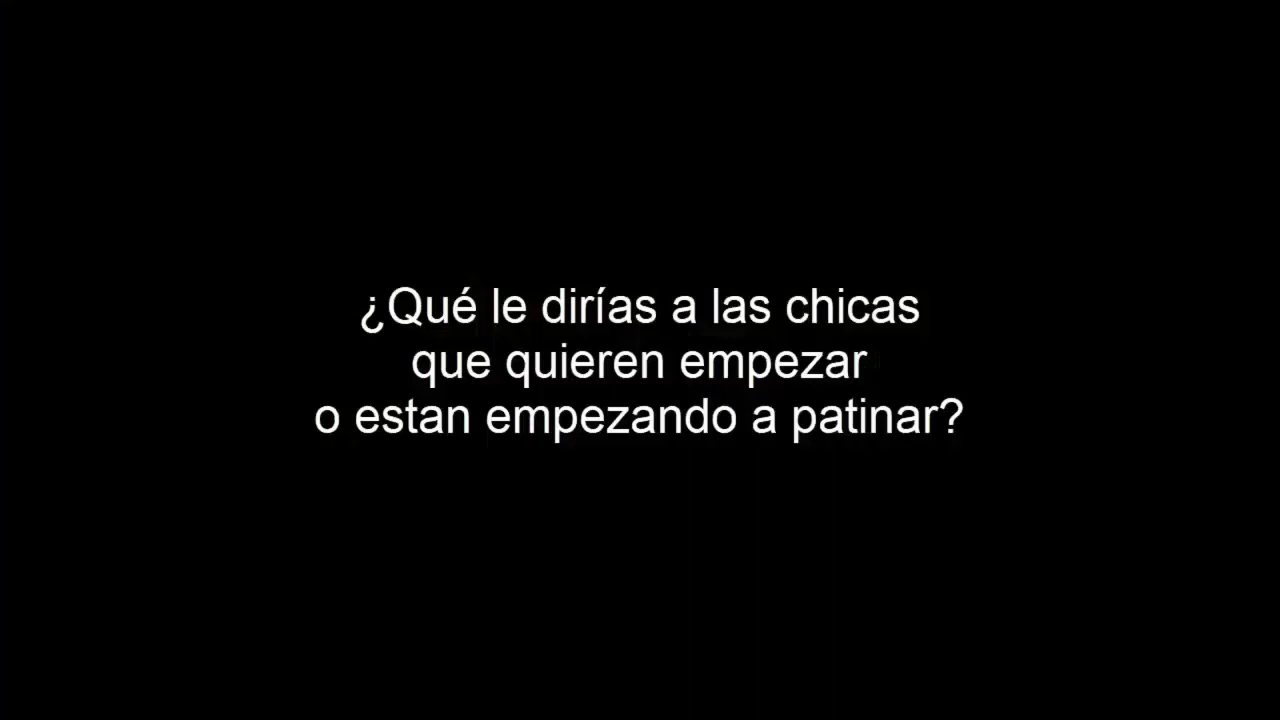 ¿Qué le dirías a las chicas
que quieren empezar
o estan empezando a patinar?